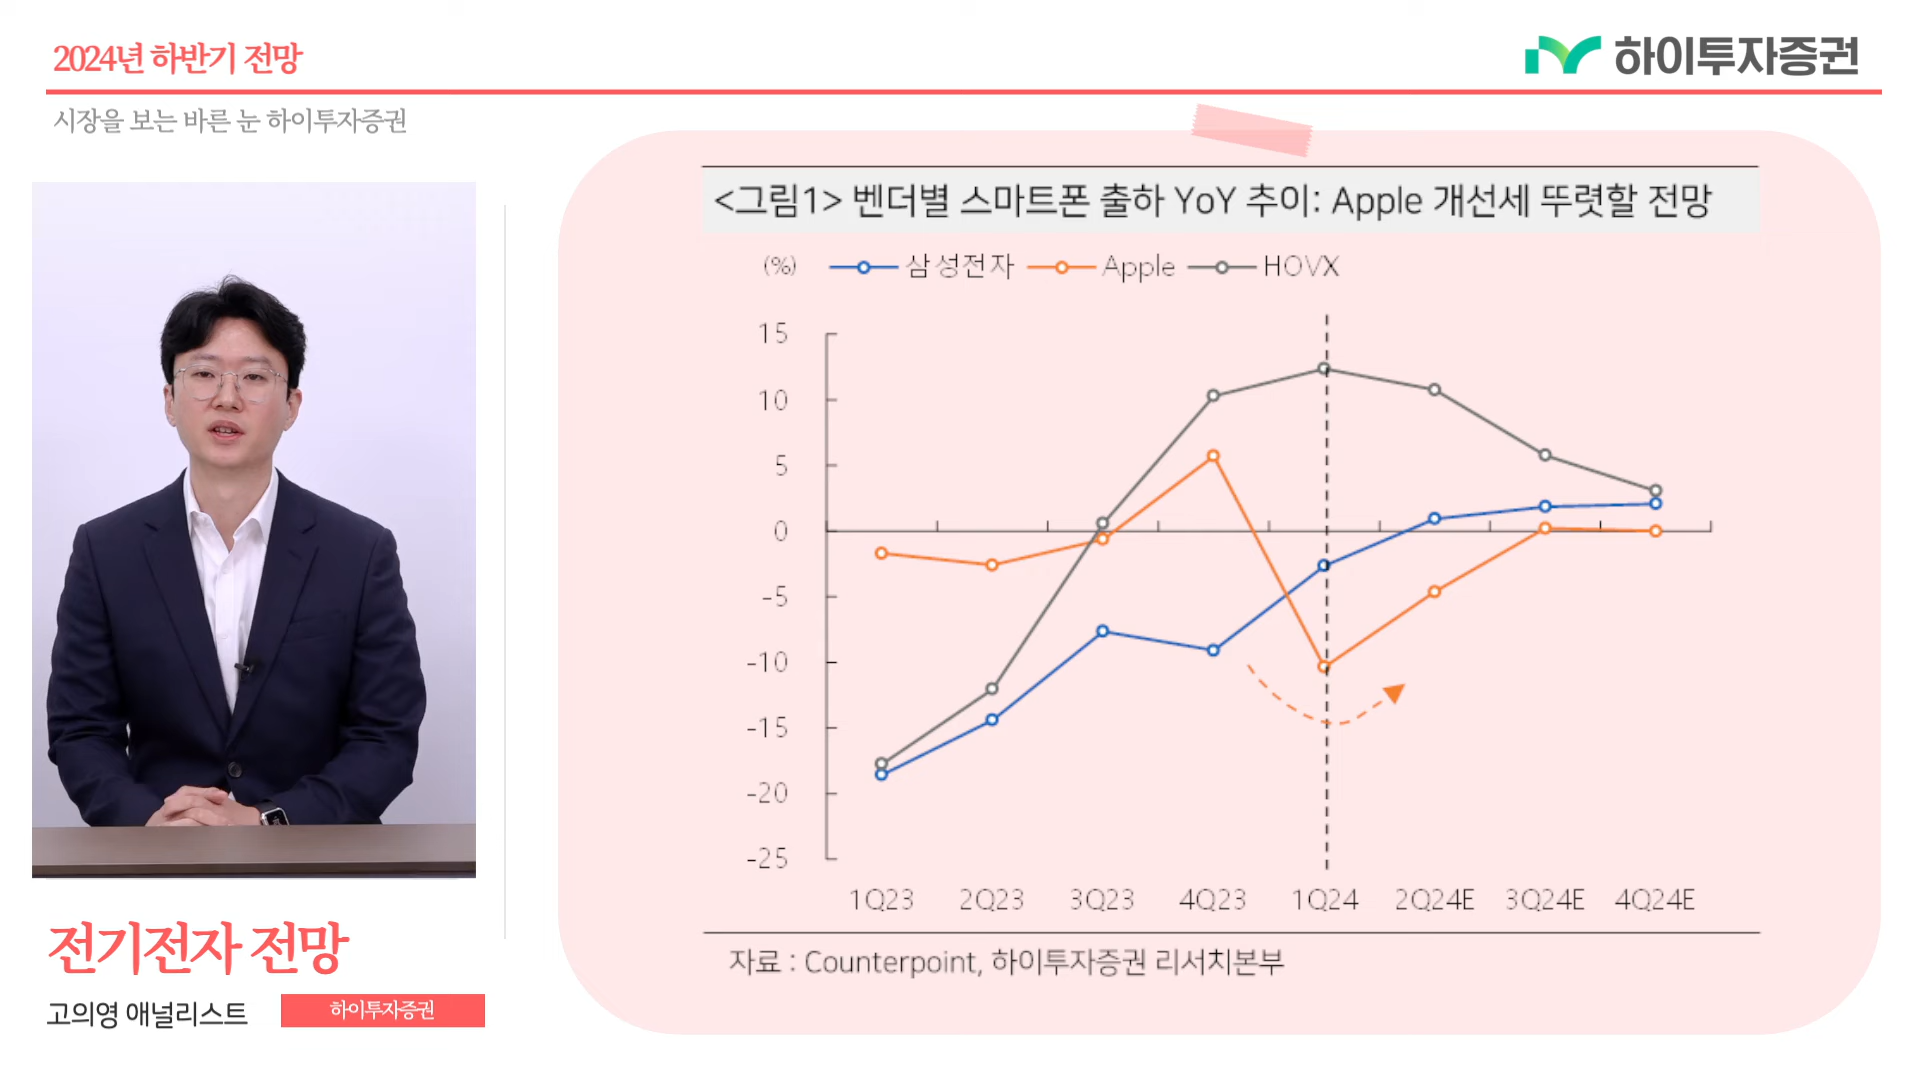 2024년 하반기 전망
하이투자증권
시장을 보는 바른 눈 하이투자증권
<그림1> 벤더별 스마트폰 출하 YoY 추이: Apple 개선세 뚜렷할 전망
(%) 삼성전자 Apple HOVX
15
10
5
0
-5
-10
-15
-20
-25
1Q23 2Q23 3Q23 4Q23 1Q24 2Q24E 3Q24E 4Q24E
자료 : Counterpoint, 하이투자증권 리서치본부
전기전자 전망
고의영 애널리스트 하이투자증권